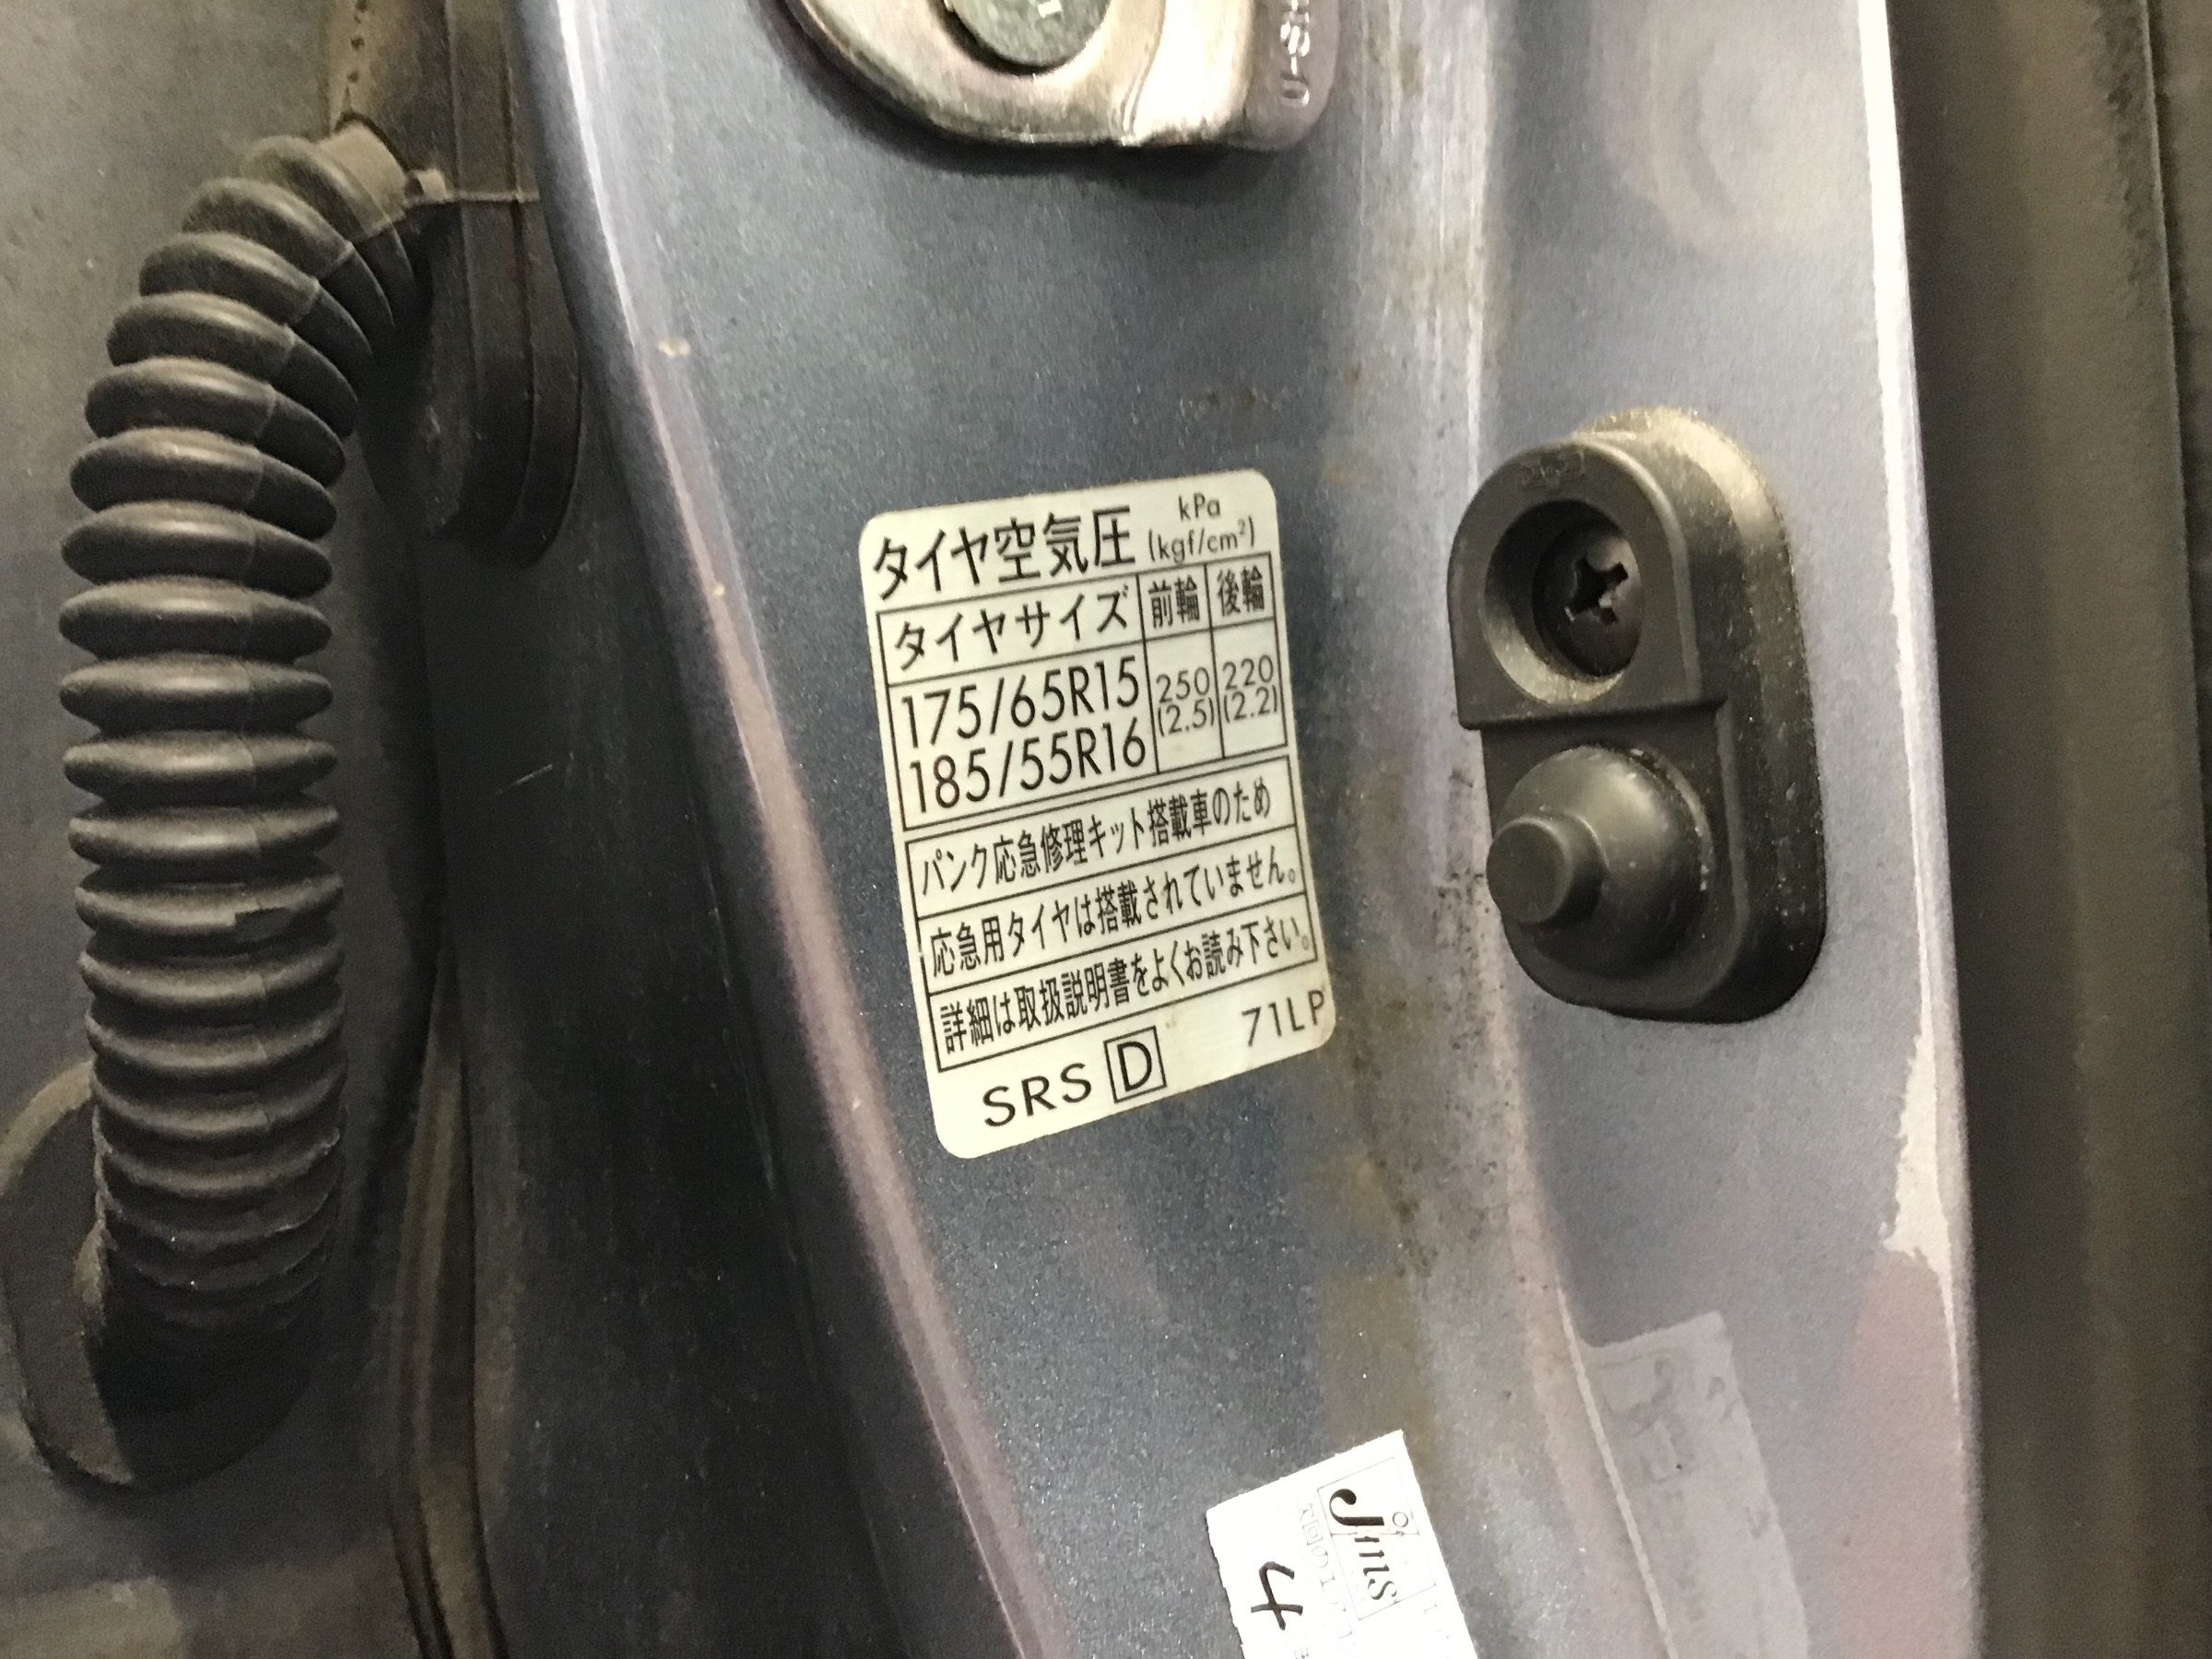 U-SH
タイヤ空気圧 kPa
(kgf/cm²)
タイヤサイズ 前輪 後輪
175/65R15 250 220
185/55R16 (2.5) (2.2)
パンク応急修理キット搭載車のため
応急用タイヤは搭載されていません。
詳細は取扱説明書をよくお読み下さい。
SRS D 71LP
Jms
4